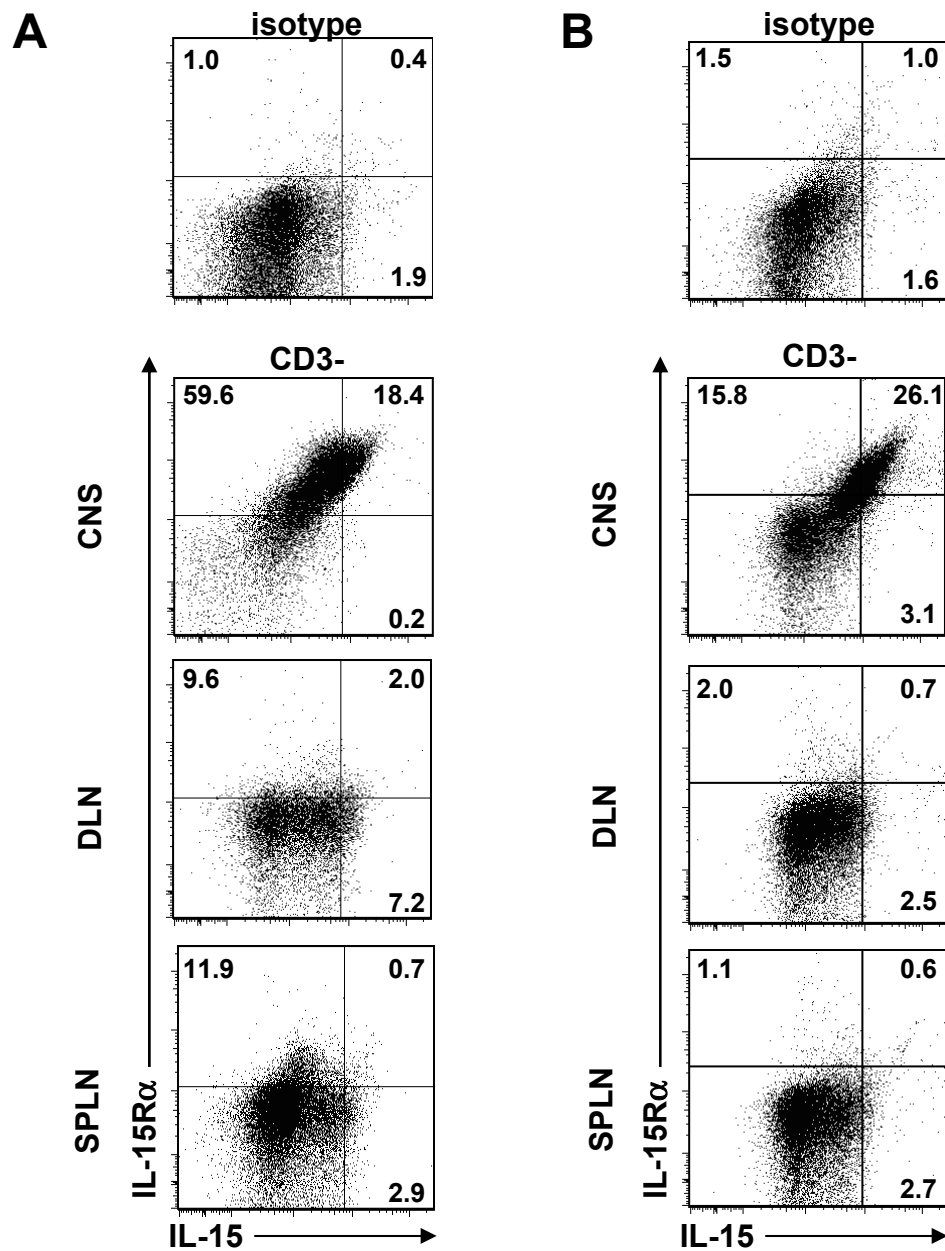 A
isotype
1.0 0.4
1.9
CD3-
59.6 18.4
0.2
CNS
9.6 2.0
7.2
DLN
11.9 0.7
2.9
SPLN
IL-15Rα
IL-15
B
isotype
1.5 1.0
1.6
CD3-
15.8 26.1
3.1
CNS
2.0 0.7
2.5
DLN
1.1 0.6
2.7
SPLN
IL-15Rα
IL-15